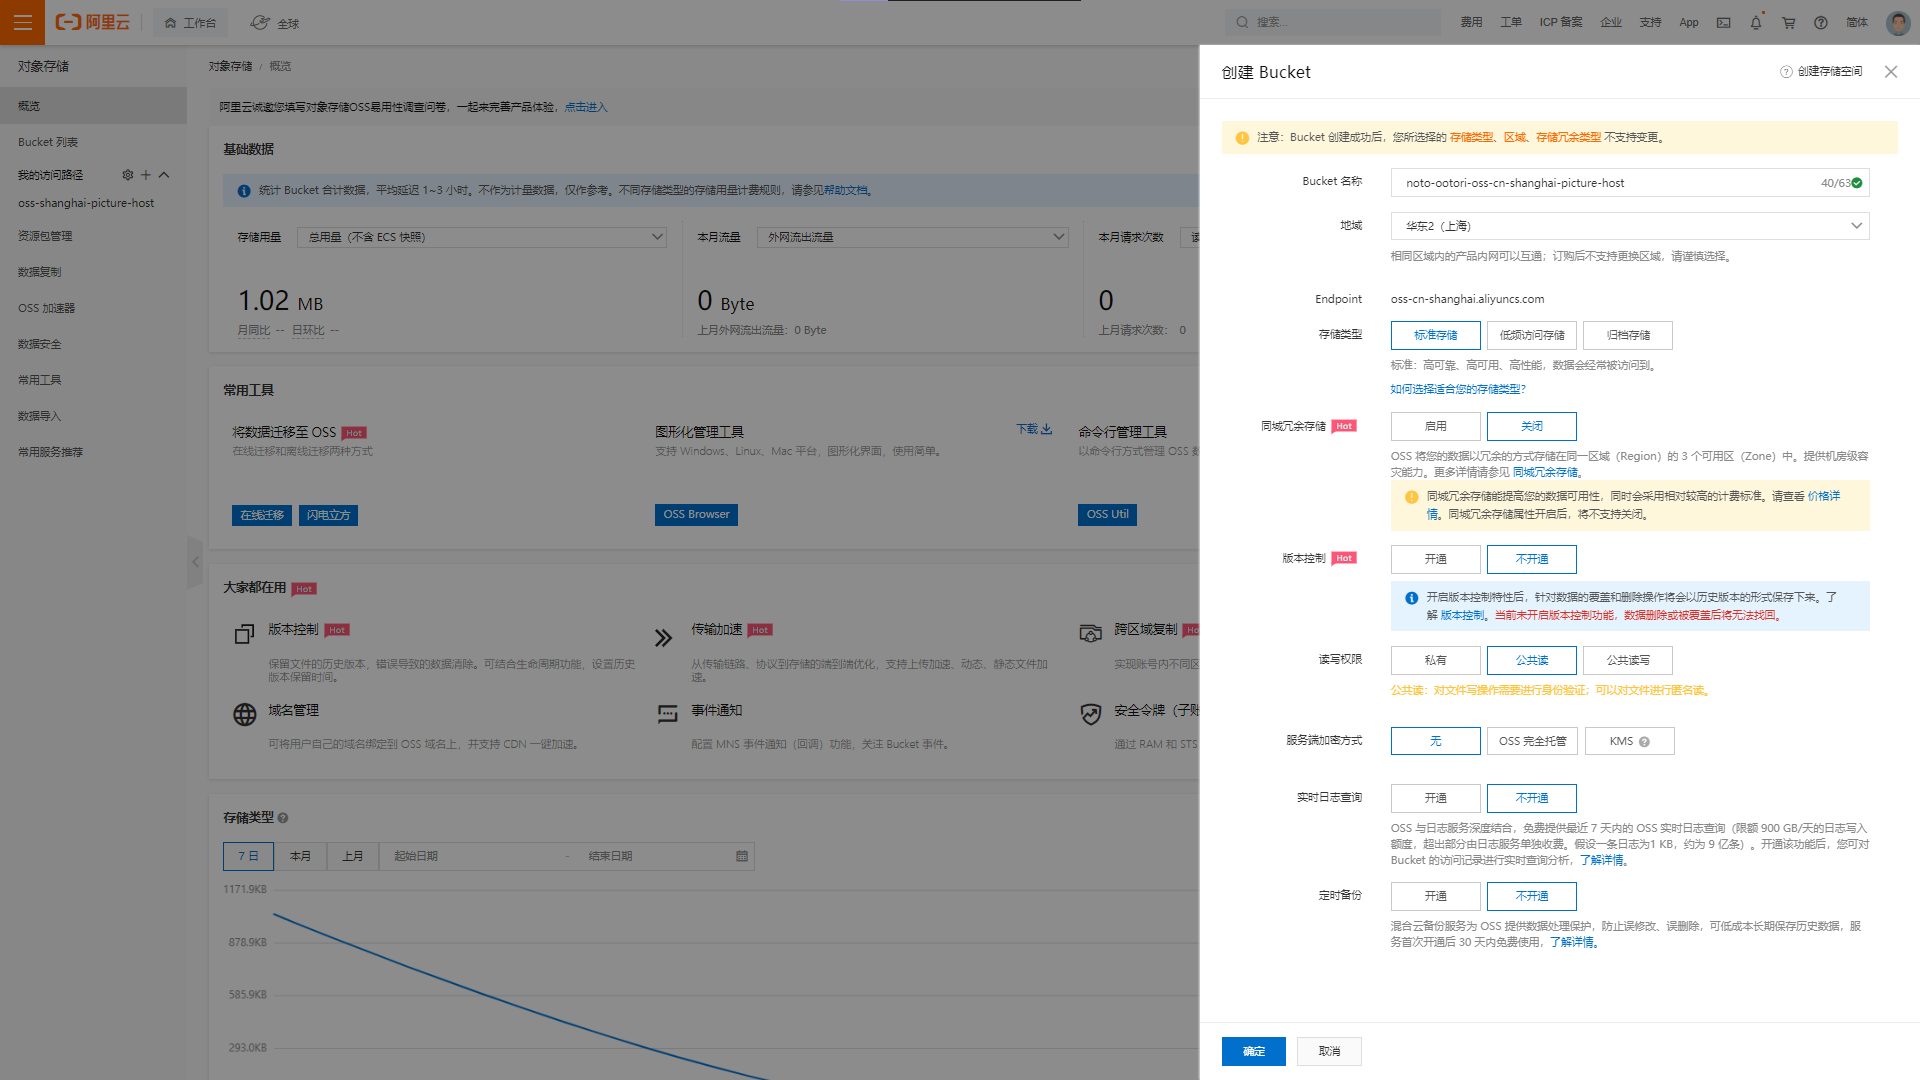 阿里云
工作台
全球
搜索...
费用
工单
ICP 备案
企业
支持
App
简体
对象存储
概览
Bucket 列表
我的访问路径
oss-shanghai-picture-host
资源包管理
数据复制
OSS 加速器
数据安全
常用工具
数据导入
常用服务推荐
对象存储 / 概览
阿里云诚邀您填写对象存储OSS易用性调查问卷，一起来完善产品体验，点击进入
基础数据
统计 Bucket 合计数据，平均延迟 1~3 小时。不作为计量数据，仅作参考。不同存储类型的存储用量计费规则，请参见帮助文档。
存储用量
总用量（不含 ECS 快照）
本月流量
外网流出流量
本月请求次数
1.02 MB
0 Byte
0
月同比 -- 日环比 --
上月外网流出流量：0 Byte
上月请求次数： 0
常用工具
将数据迁移至 OSS Hot
在线迁移和离线迁移两种方式
在线迁移
闪电立方
图形化管理工具
下载
支持 Windows、Linux、Mac 平台，图形化界面，使用简单。
OSS Browser
命令行管理工具
以命令行方式管理 OSS 数
OSS Util
大家都在用 Hot
版本控制 Hot
保留文件的历史版本，错误导致的数据清除。可结合生命周期功能，设置历史
版本保留时间。
传输加速 Hot
从传输链路、协议到存储的端到端优化，支持上传加速、动态、静态文件加
速。
跨区域复制 Ho
实现账号内不同区
域名管理
可将用户自己的域名绑定到 OSS 域名上，并支持 CDN 一键加速。
事件通知
配置 MNS 事件通知（回调）功能，关注 Bucket 事件。
安全令牌（子账
通过 RAM 和 STS
存储类型
7 日
本月
上月
起始日期
-
结束日期
1171.9KB
878.9KB
585.9KB
293.0KB
创建 Bucket
创建存储空间
注意：Bucket 创建成功后，您所选择的 存储类型、区域、存储冗余类型 不支持变更。
Bucket 名称
noto-ootori-oss-cn-shanghai-picture-host
40/63
地域
华东2（上海）
相同区域内的产品内网可以互通；订购后不支持更换区域，请谨慎选择。
Endpoint
oss-cn-shanghai.aliyuncs.com
存储类型
标准存储
低频访问存储
归档存储
标准：高可靠、高可用、高性能，数据会经常被访问到。
如何选择适合您的存储类型?
同城冗余存储 Hot
启用
关闭
OSS 将您的数据以冗余的方式存储在同一区域（Region）的 3 个可用区（Zone）中。提供机房级容
灾能力。更多详情请参见 同城冗余存储。
同城冗余存储能提高您的数据可用性，同时会采用相对较高的计费标准。请查看 价格详
情。同城冗余存储属性开启后，将不支持关闭。
版本控制 Hot
开通
不开通
开启版本控制特性后，针对数据的覆盖和删除操作将会以历史版本的形式保存下来。了
解 版本控制。当前未开启版本控制功能，数据删除或被覆盖后将无法找回。
读写权限
私有
公共读
公共读写
公共读：对文件写操作需要进行身份验证；可以对文件进行匿名读。
服务端加密方式
无
OSS 完全托管
KMS
实时日志查询
开通
不开通
OSS 与日志服务深度结合，免费提供最近 7 天内的 OSS 实时日志查询（限额 900 GB/天的日志写入
额度，超出部分由日志服务单独收费。假设一条日志为1 KB，约为 9 亿条）。开通该功能后，您可对
Bucket 的访问记录进行实时查询分析，了解详情。
定时备份
开通
不开通
混合云备份服务为 OSS 提供数据处理保护，防止误修改、误删除，可低成本长期保存历史数据，服
务首次开通后 30 天内免费使用，了解详情。
确定
取消